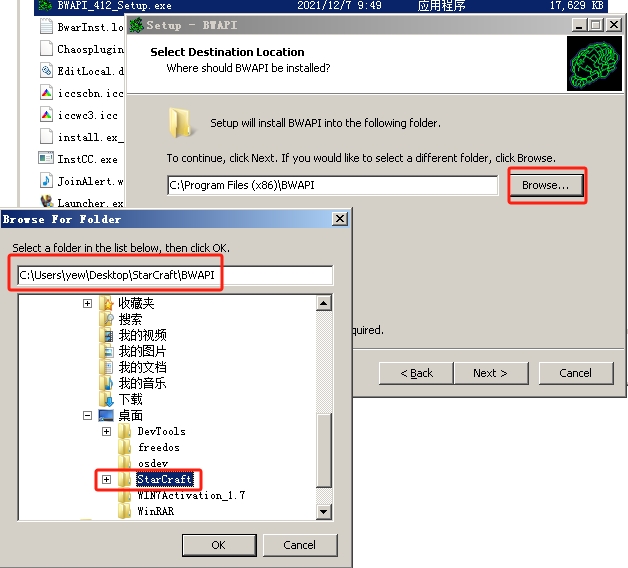 BWAPI_412_Setup.exe 2021/12/7 9:49 应用程序 17,629 KB
BwarInst.lo
Chaosplugin
EditLocal.d
iccscbn.icc
iccwc3.icc
install.ex_
InstCC.exe
JoinAlert.w
Launcher.exe
Setup - BWAPI
Select Destination Location
Where should BWAPI be installed?
Setup will install BWAPI into the following folder.
To continue, click Next. If you would like to select a different folder, click Browse.
C:\Program Files (x86)\BWAPI
Browse...
quired.
< Back Next > Cancel
Browse For Folder
Select a folder in the list below, then click OK.
C:\Users\yew\Desktop\StarCraft\BWAPI
收藏夹
搜索
我的视频
我的图片
我的文档
我的音乐
下载
桌面
DevTools
freedos
osdev
StarCraft
WIN7Activation_1.7
WinRAR
OK Cancel